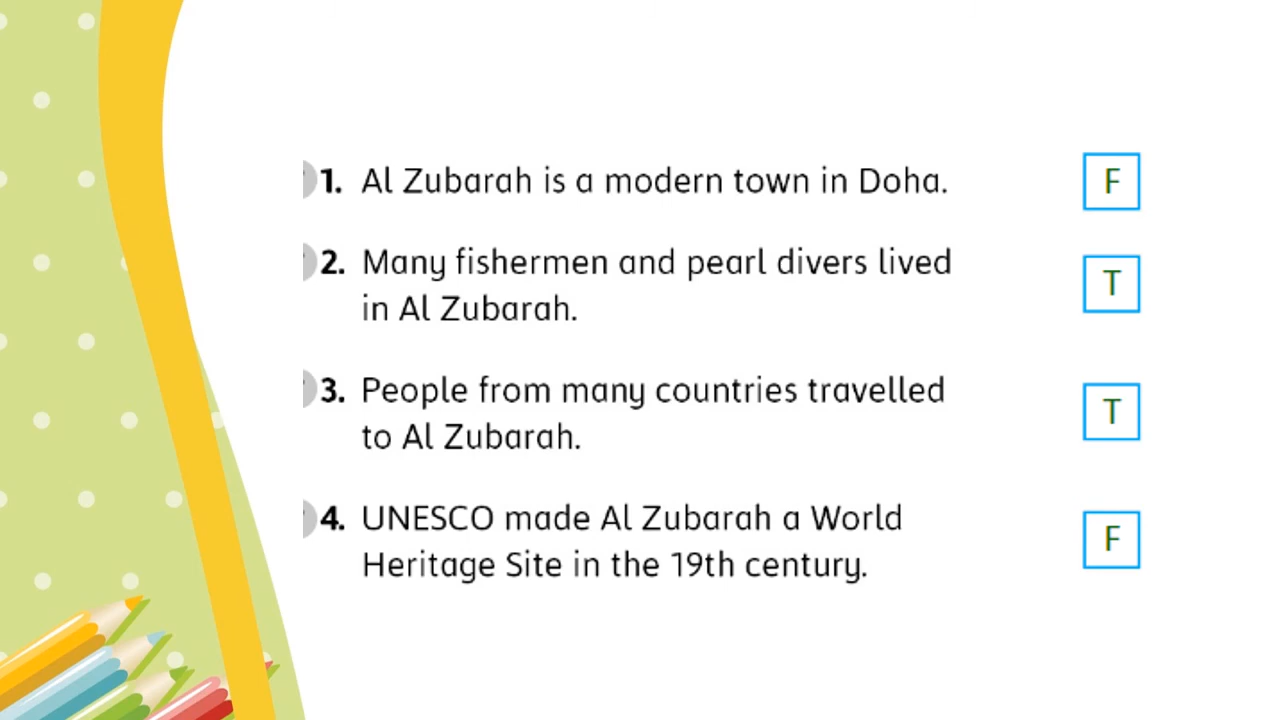 1. Al Zubarah is a modern town in Doha. F
2. Many fishermen and pearl divers lived
in Al Zubarah. T
3. People from many countries travelled
to Al Zubarah. T
4. UNESCO made Al Zubarah a World
Heritage Site in the 19th century. F